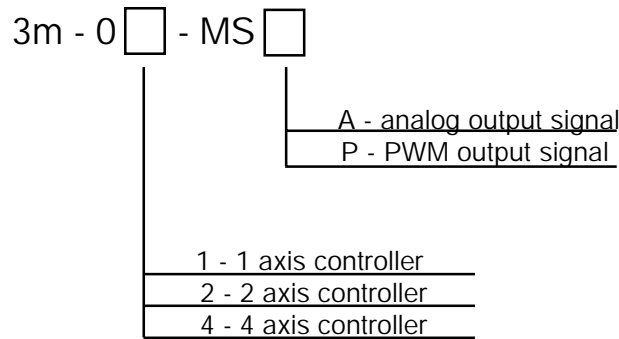 3m - 0 - MS
A - analog output signal
P - PWM output signal
1 - 1 axis controller
2 - 2 axis controller
4 - 4 axis controller